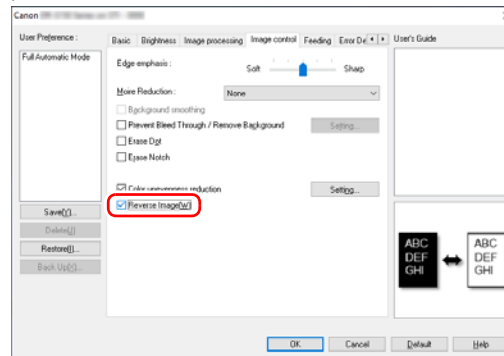 Canon
User Preference :
Full Automatic Mode
Save(Y)...
Delete(J)
Restore(I)...
Back Up(X)...
Basic Brightness Image processing Image control Feeding Error De
Edge emphasis :
Soft Sharp
Moire Reduction :
None
Background smoothing
Prevent Bleed Through / Remove Background
Setting...
Erase Dot
Erase Notch
Color unevenness reduction
Setting...
Reverse Image(W)
User's Guide
ABC ABC
DEF DEF
GHI GHI
OK Cancel Default Help